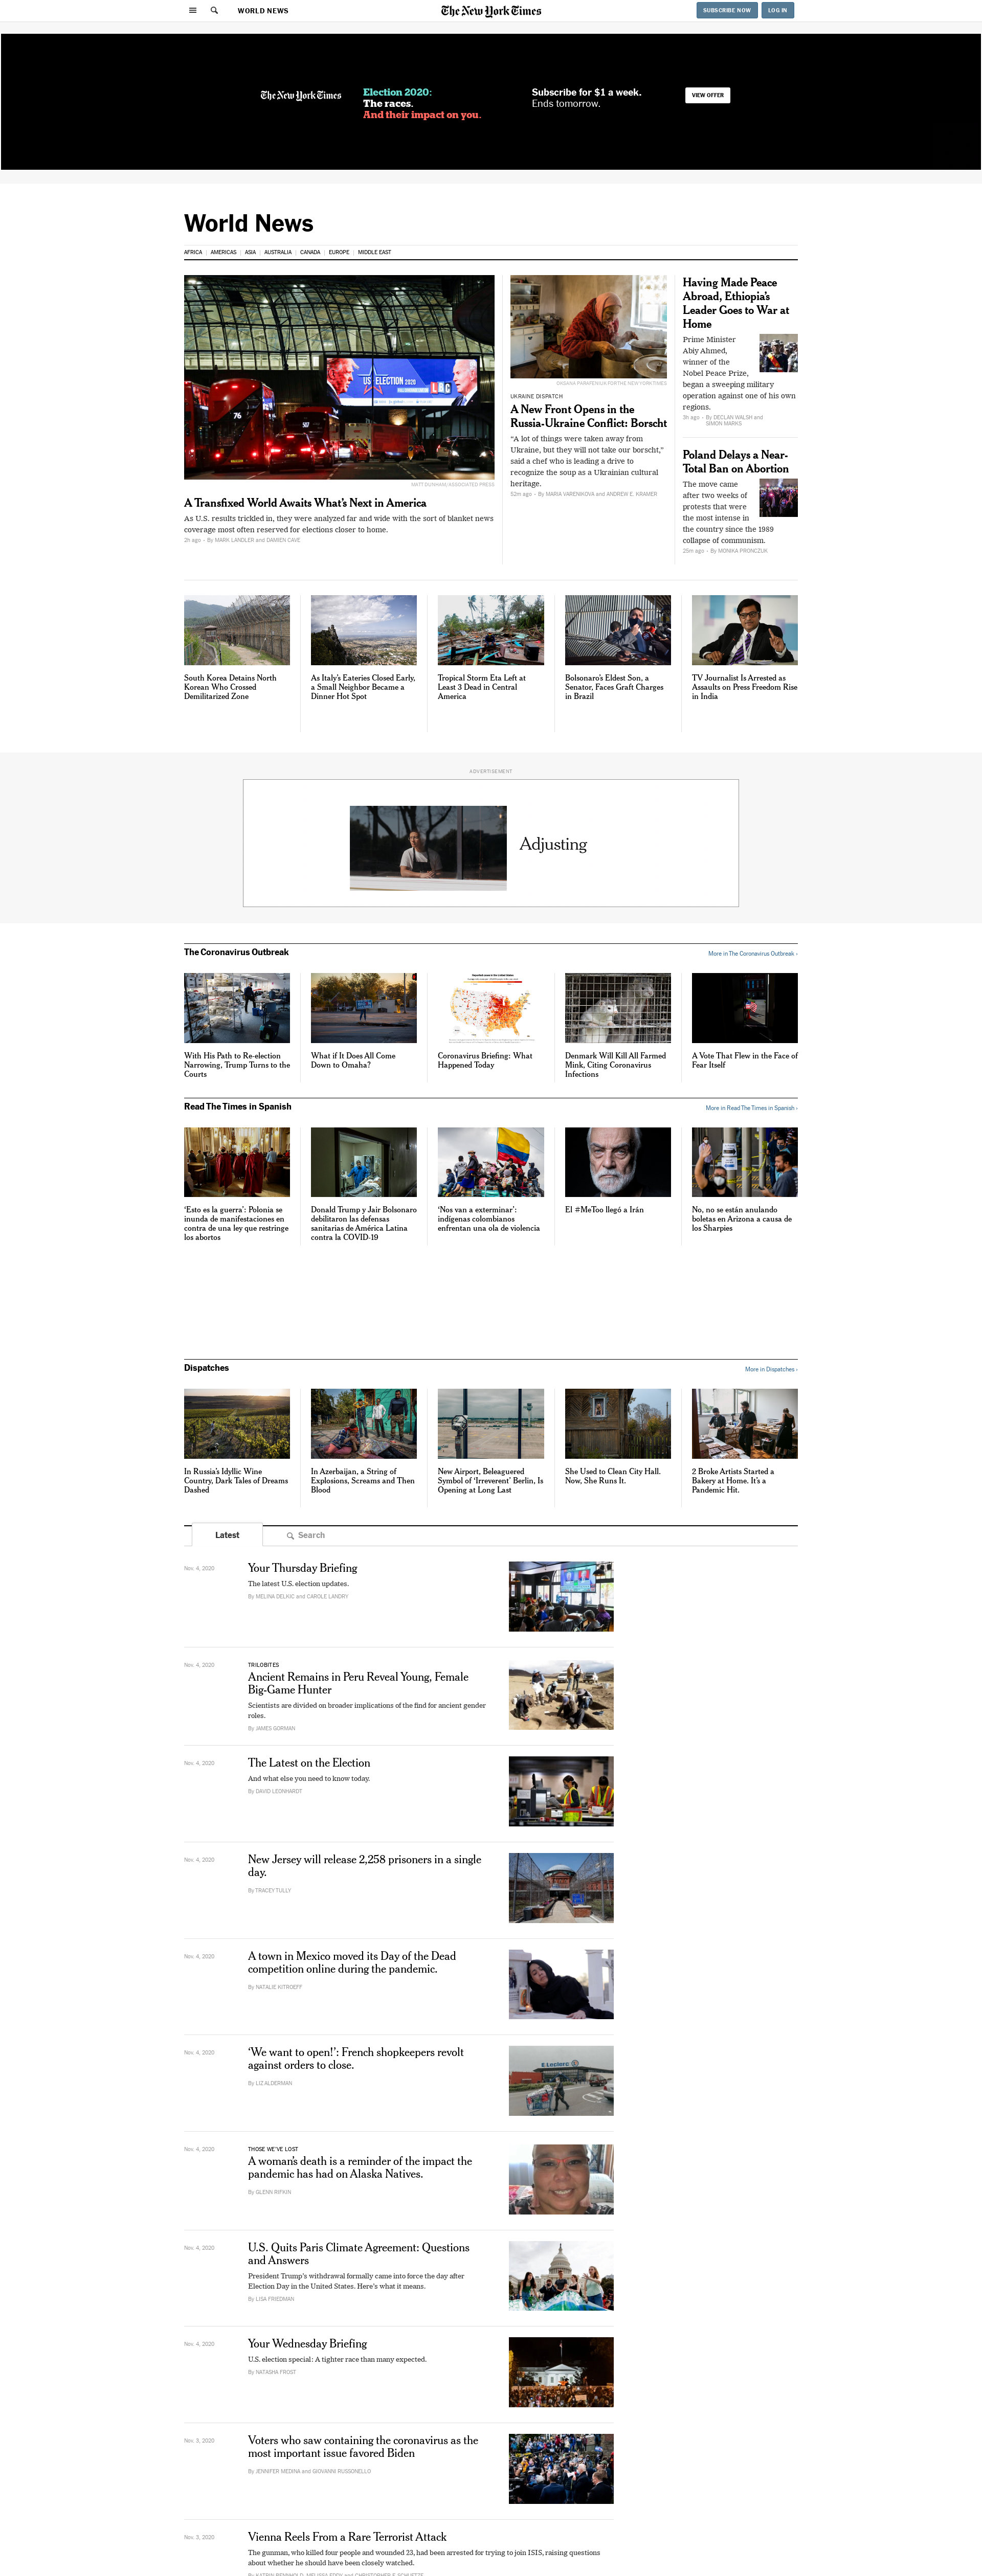 WORLD NEWS
The New York Times
SUBSCRIBE NOW
LOG IN
The New York Times
Election 2020:
The races.
And their impact on you.
Subscribe for $1 a week.
Ends tomorrow.
VIEW OFFER
World News
AFRICA
AMERICAS
ASIA
AUSTRALIA
CANADA
EUROPE
MIDDLE EAST
76
507
US ELECTION 2020
MATT DUNHAM/ASSOCIATED PRESS
A Transfixed World Awaits What's Next in America
As U.S. results trickled in, they were analyzed far and wide with the sort of blanket news
coverage most often reserved for elections closer to home.
2h ago - By MARK LANDLER and DAMIEN CAVE
OKSANA PARAFENIUK FOR THE NEW YORK TIMES
UKRAINE DISPATCH
A New Front Opens in the
Russia-Ukraine Conflict: Borscht
"A lot of things were taken away from
Ukraine, but they will not take our borscht,"
said a chef who is leading a drive to
recognize the soup as a Ukrainian cultural
heritage.
52m ago - By MARIA VARENIKOVA and ANDREW E. KRAMER
Having Made Peace
Abroad, Ethiopia's
Leader Goes to War at
Home
Prime Minister
Abiy Ahmed,
winner of the
Nobel Peace Prize,
began a sweeping military
operation against one of his own
regions.
3h ago - By DECLAN WALSH and
SIMON MARKS
Poland Delays a Near-
Total Ban on Abortion
The move came
after two weeks of
protests that were
the most intense in
the country since the 1989
collapse of communism.
25m ago - By MONIKA PRONCZUK
South Korea Detains North
Korean Who Crossed
Demilitarized Zone
As Italy's Eateries Closed Early,
a Small Neighbor Became a
Dinner Hot Spot
Tropical Storm Eta Left at
Least 3 Dead in Central
America
Bolsonaro's Eldest Son, a
Senator, Faces Graft Charges
in Brazil
TV Journalist Is Arrested as
Assaults on Press Freedom Rise
in India
ADVERTISEMENT
Adjusting
The Coronavirus Outbreak
More in The Coronavirus Outbreak ›
With His Path to Re-election
Narrowing, Trump Turns to the
Courts
What if It Does All Come
Down to Omaha?
Coronavirus Briefing: What
Happened Today
Denmark Will Kill All Farmed
Mink, Citing Coronavirus
Infections
A Vote That Flew in the Face of
Fear Itself
Read The Times in Spanish
More in Read The Times in Spanish ›
'Esto es la guerra': Polonia se
inunda de manifestaciones en
contra de una ley que restringe
los abortos
Donald Trump y Jair Bolsonaro
debilitaron las defensas
sanitarias de América Latina
contra la COVID-19
'Nos van a exterminar':
indígenas colombianos
enfrentan una ola de violencia
El #MeToo llegó a Irán
No, no se están anulando
boletas en Arizona a causa de
los Sharpies
Dispatches
More in Dispatches ›
In Russia's Idyllic Wine
Country, Dark Tales of Dreams
Dashed
In Azerbaijan, a String of
Explosions, Screams and Then
Blood
New Airport, Beleaguered
Symbol of 'Irreverent' Berlin, Is
Opening at Long Last
She Used to Clean City Hall.
Now, She Runs It.
2 Broke Artists Started a
Bakery at Home. It's a
Pandemic Hit.
Latest
Search
Nov. 4, 2020
Your Thursday Briefing
The latest U.S. election updates.
By MELINA DELKIC and CAROLE LANDRY
Nov. 4, 2020
TRILOBITES
Ancient Remains in Peru Reveal Young, Female
Big-Game Hunter
Scientists are divided on broader implications of the find for ancient gender
roles.
By JAMES GORMAN
Nov. 4, 2020
The Latest on the Election
And what else you need to know today.
By DAVID LEONHARDT
Nov. 4, 2020
New Jersey will release 2,258 prisoners in a single
day.
By TRACEY TULLY
Nov. 4, 2020
A town in Mexico moved its Day of the Dead
competition online during the pandemic.
By NATALIE KITROEFF
Nov. 4, 2020
'We want to open!': French shopkeepers revolt
against orders to close.
By LIZ ALDERMAN
E.Leclerc
Nov. 4, 2020
THOSE WE'VE LOST
A woman's death is a reminder of the impact the
pandemic has had on Alaska Natives.
By GLENN RIFKIN
Nov. 4, 2020
U.S. Quits Paris Climate Agreement: Questions
and Answers
President Trump's withdrawal formally came into force the day after
Election Day in the United States. Here's what it means.
By LISA FRIEDMAN
Nov. 4, 2020
Your Wednesday Briefing
U.S. election special: A tighter race than many expected.
By NATASHA FROST
Nov. 3, 2020
Voters who saw containing the coronavirus as the
most important issue favored Biden
By JENNIFER MEDINA and GIOVANNI RUSSONELLO
Nov. 3, 2020
Vienna Reels From a Rare Terrorist Attack
The gunman, who killed four people and wounded 23, had been arrested for trying to join ISIS, raising questions
about whether he should have been closely watched.
By KATRIN BENNHOLD, MELISSA EDDY and CHRISTOPHER F. SCHUETZE